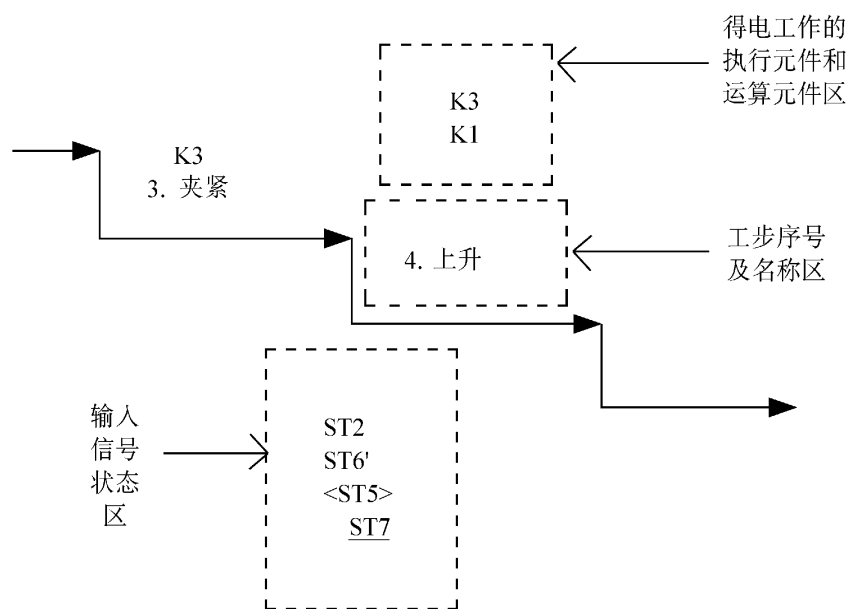 得电工作的
执行元件和
运算元件区
K3
K1
K3
3. 夹紧
4. 上升
工步序号
及名称区
输入
信号
状态
区
ST2
ST6'
<ST5>
ST7